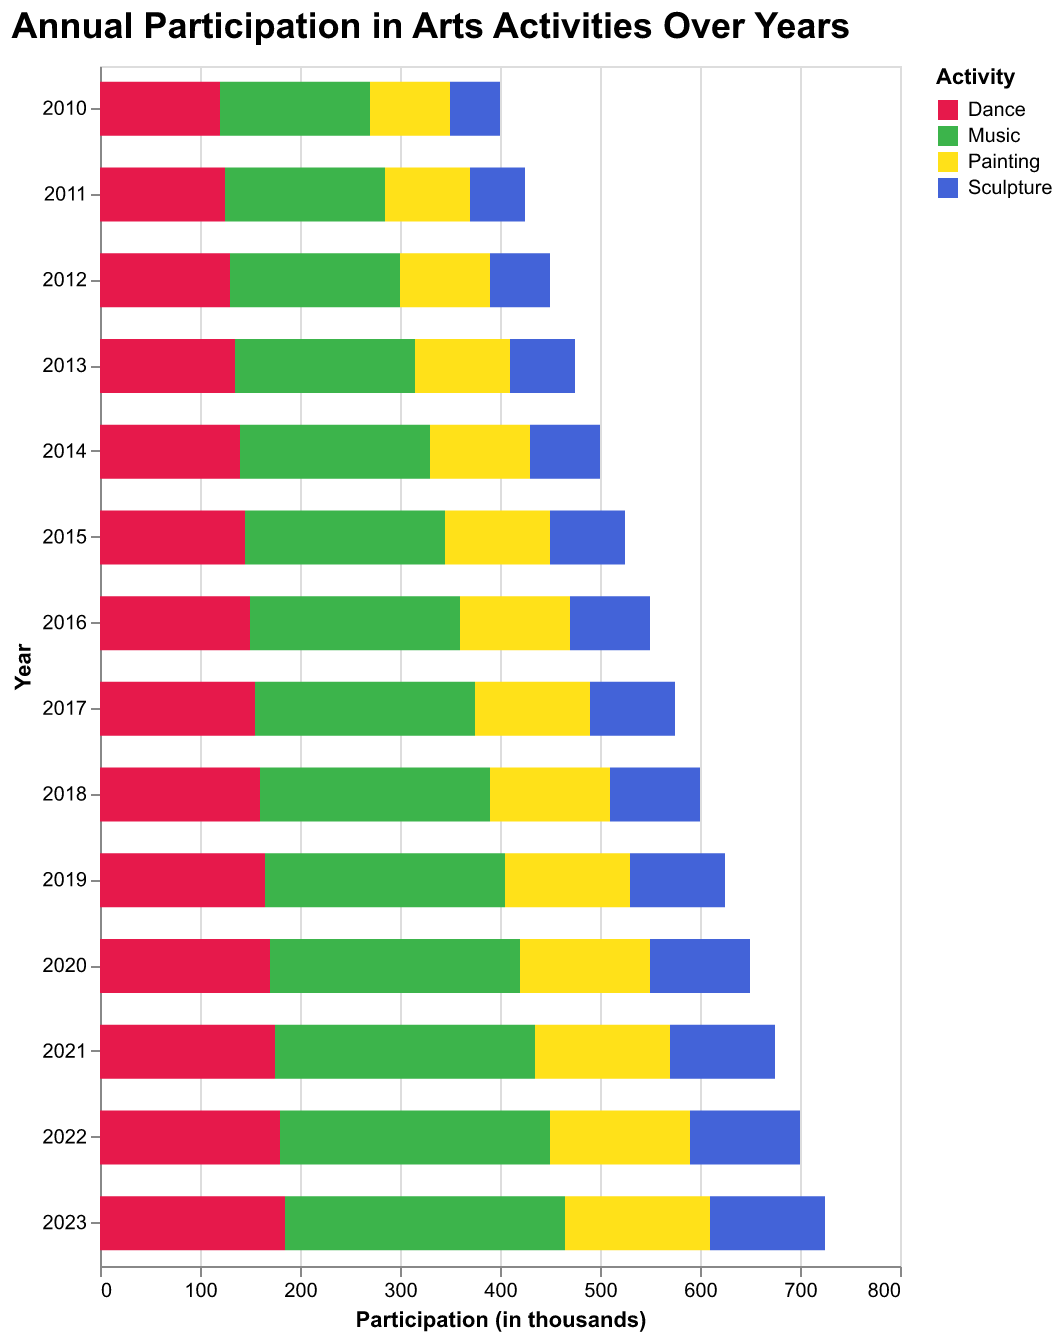 Annual Participation in Arts Activities Over Years
Activity
Dance
Music
Painting
Sculpture
2010
2011
2012
2013
2014
2015
2016
2017
2018
2019
2020
2021
2022
2023
Year
0 100 200 300 400 500 600 700 800
Participation (in thousands)